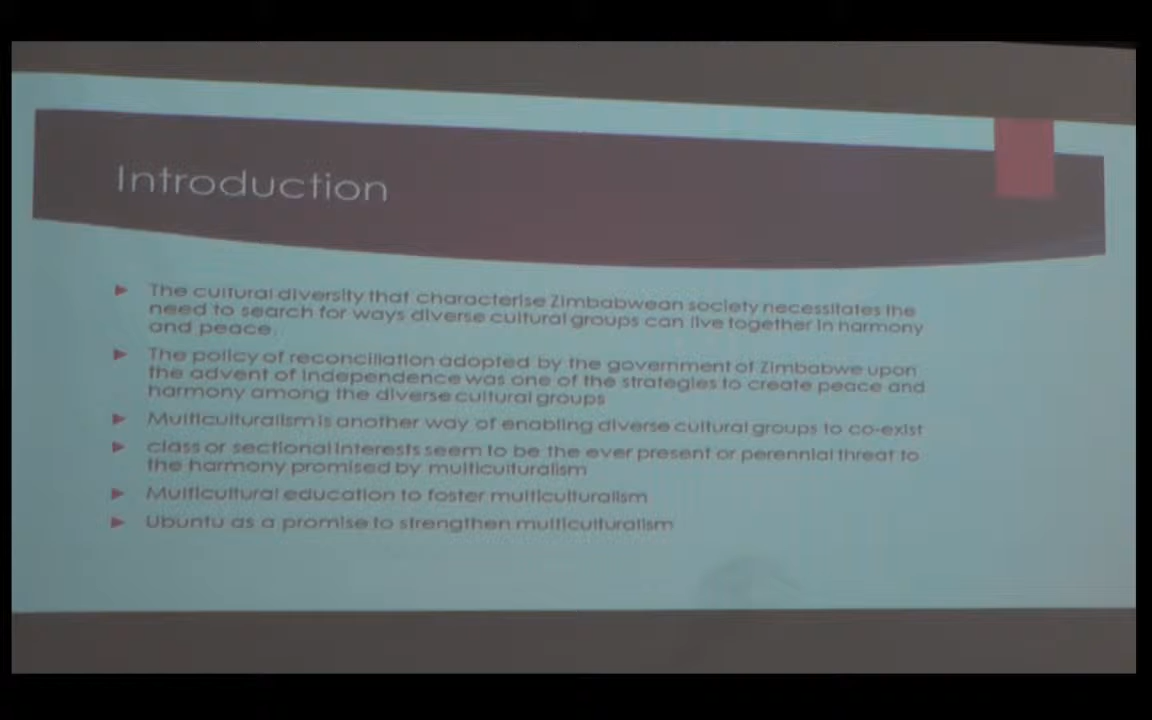 Introduction
The cultural diversity that characterise Zimbabwean society necessitates the
need to search for ways diverse cultural groups can live together in harmony
and peace.
The policy of reconciliation adopted by the government of Zimbabwe upon
the advent of independence was one of the strategies to create peace and
harmony among the diverse cultural groups
Multiculturalism is another way of enabling diverse cultural groups to co-exist
class or sectional interests seem to be the ever present or perennial threat to
the harmony promised by multiculturalism
Multicultural education to foster multiculturalism
Ubuntu as a promise to strengthen multiculturalism